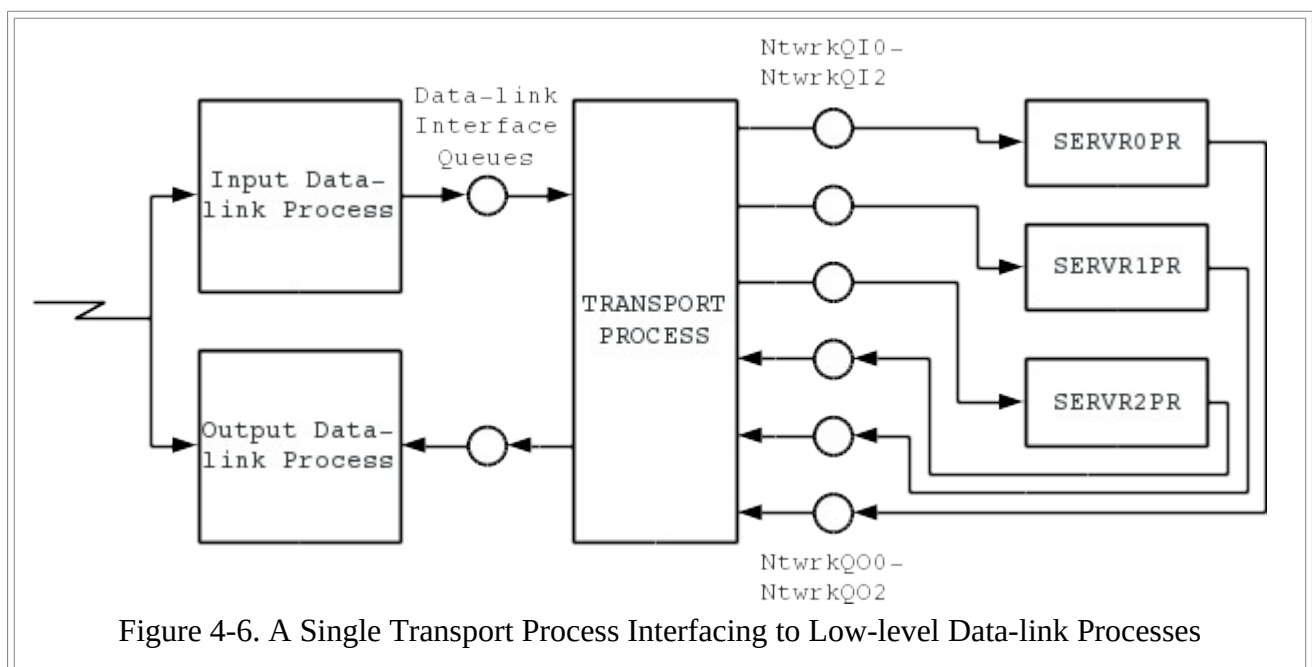 NtwrkQI0-
NtwrkQI2
Data-link
Interface
Queues
Input Data-
link Process
SERVR0PR
SERVR1PR
TRANSPORT
PROCESS
SERVR2PR
Output Data-
link Process
NtwrkQO0-
NtwrkQO2
Figure 4-6. A Single Transport Process Interfacing to Low-level Data-link Processes